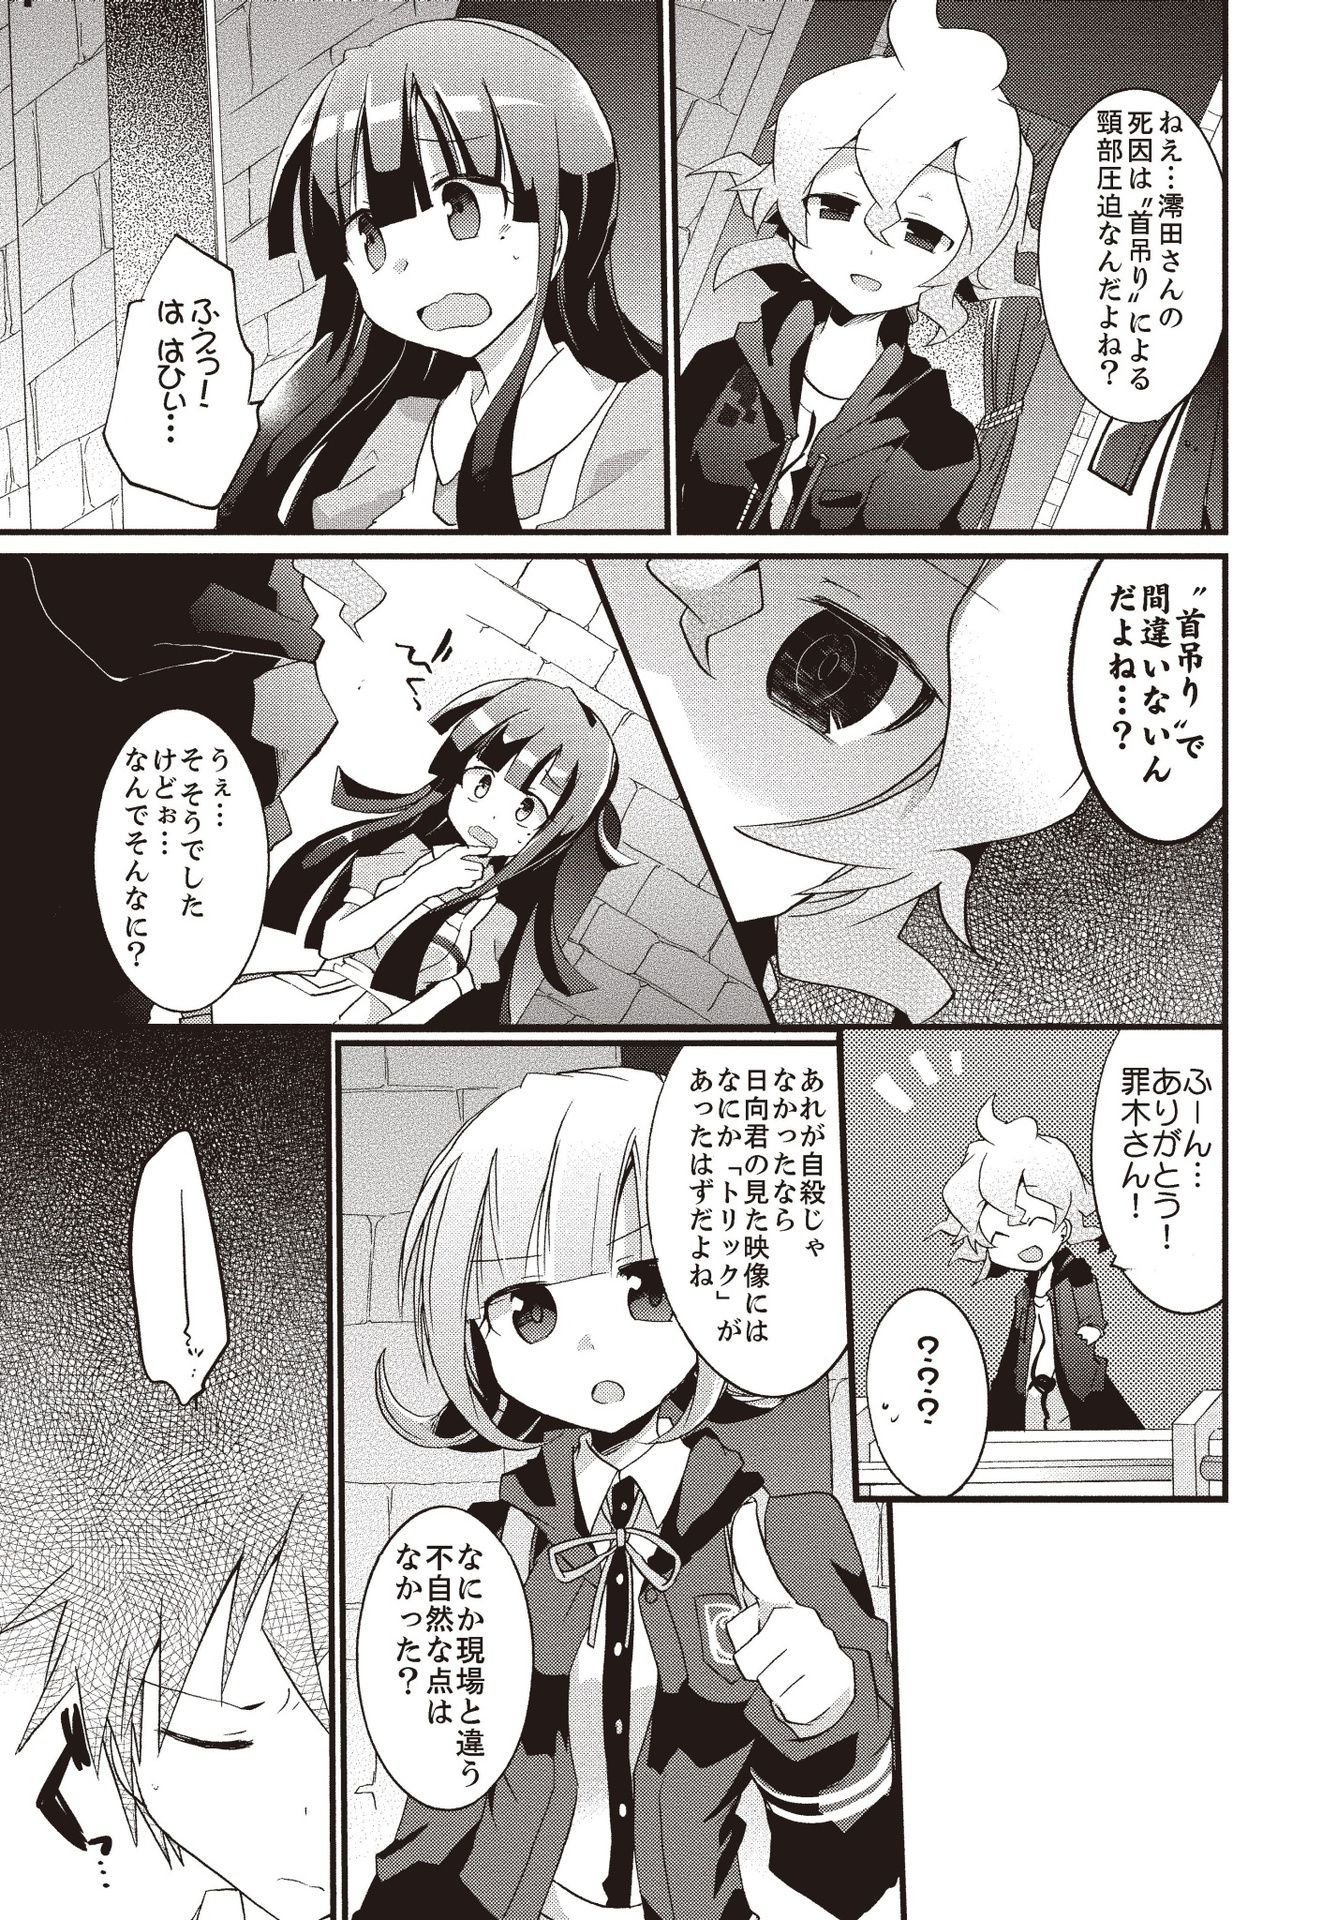 ねえ…澪田さんの
死因は〝首吊り〟による
頸部圧迫なんだよね？
ふえっ！
は はひぃ…
〝首吊り〟で
間違いないん
だよね…？
うぇ…
そ そうでした
けどぉ…
なんでそんなに？
ふーん…
ありがとう！
罪木さん！
？？？
あれが自殺じゃ
なかったなら
日向君の見た映像には
なにか「トリック」が
あったはずだよね
なにか現場と違う
不自然な点は
なかった？